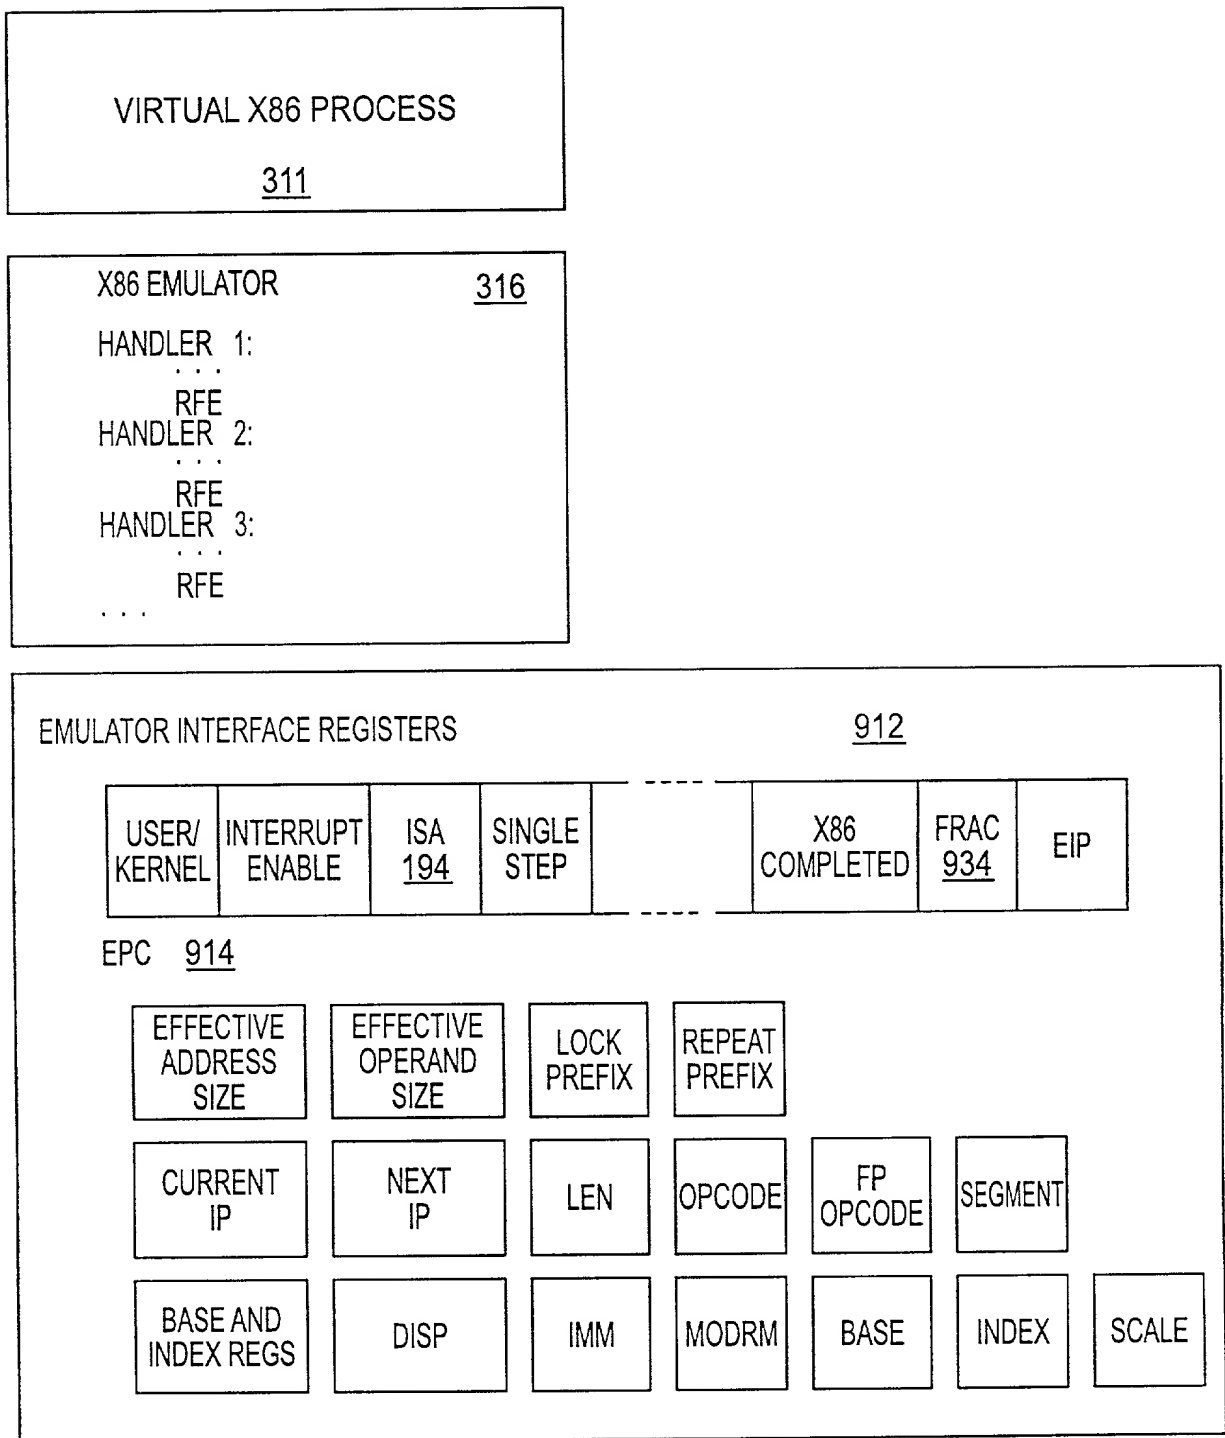 VIRTUAL X86 PROCESS
311
X86 EMULATOR 316
HANDLER 1:
. . .
RFE
HANDLER 2:
. . .
RFE
HANDLER 3:
. . .
RFE
. . .
EMULATOR INTERFACE REGISTERS 912
USER/
KERNEL
INTERRUPT
ENABLE
ISA
194
SINGLE
STEP
X86
COMPLETED
FRAC
934
EIP
EPC 914
EFFECTIVE
ADDRESS
SIZE
EFFECTIVE
OPERAND
SIZE
LOCK
PREFIX
REPEAT
PREFIX
CURRENT
IP
NEXT
IP
LEN
OPCODE
FP
OPCODE
SEGMENT
BASE AND
INDEX REGS
DISP
IMM
MODRM
BASE
INDEX
SCALE